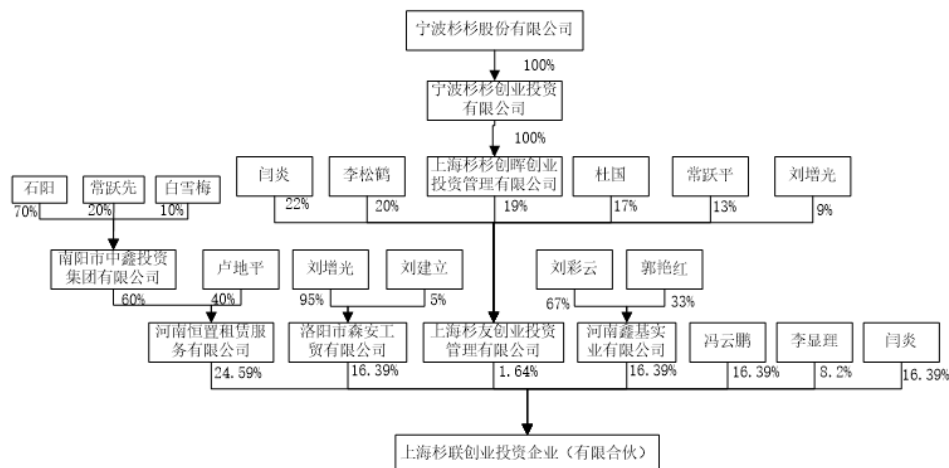 宁波杉杉股份有限公司
100%
宁波杉杉创业投资
有限公司
100%
石阳
常跃先
白雪梅
闫炎
李松鹤
上海杉杉创晖创业
投资管理有限公司
杜国
常跃平
刘增光
70%
20%
10%
22%
20%
19%
17%
13%
9%
南阳市中鑫投资
集团有限公司
卢地平
刘增光
刘建立
刘彩云
郭艳红
60%
40%
95%
5%
67%
33%
河南恒置租赁服
务有限公司
洛阳市森安工
贸有限公司
上海杉友创业投资
管理有限公司
河南鑫基实
业有限公司
冯云鹏
李显理
闫炎
24.59%
16.39%
1.64%
16.39%
16.39%
8.2%
16.39%
上海杉联创业投资企业（有限合伙）